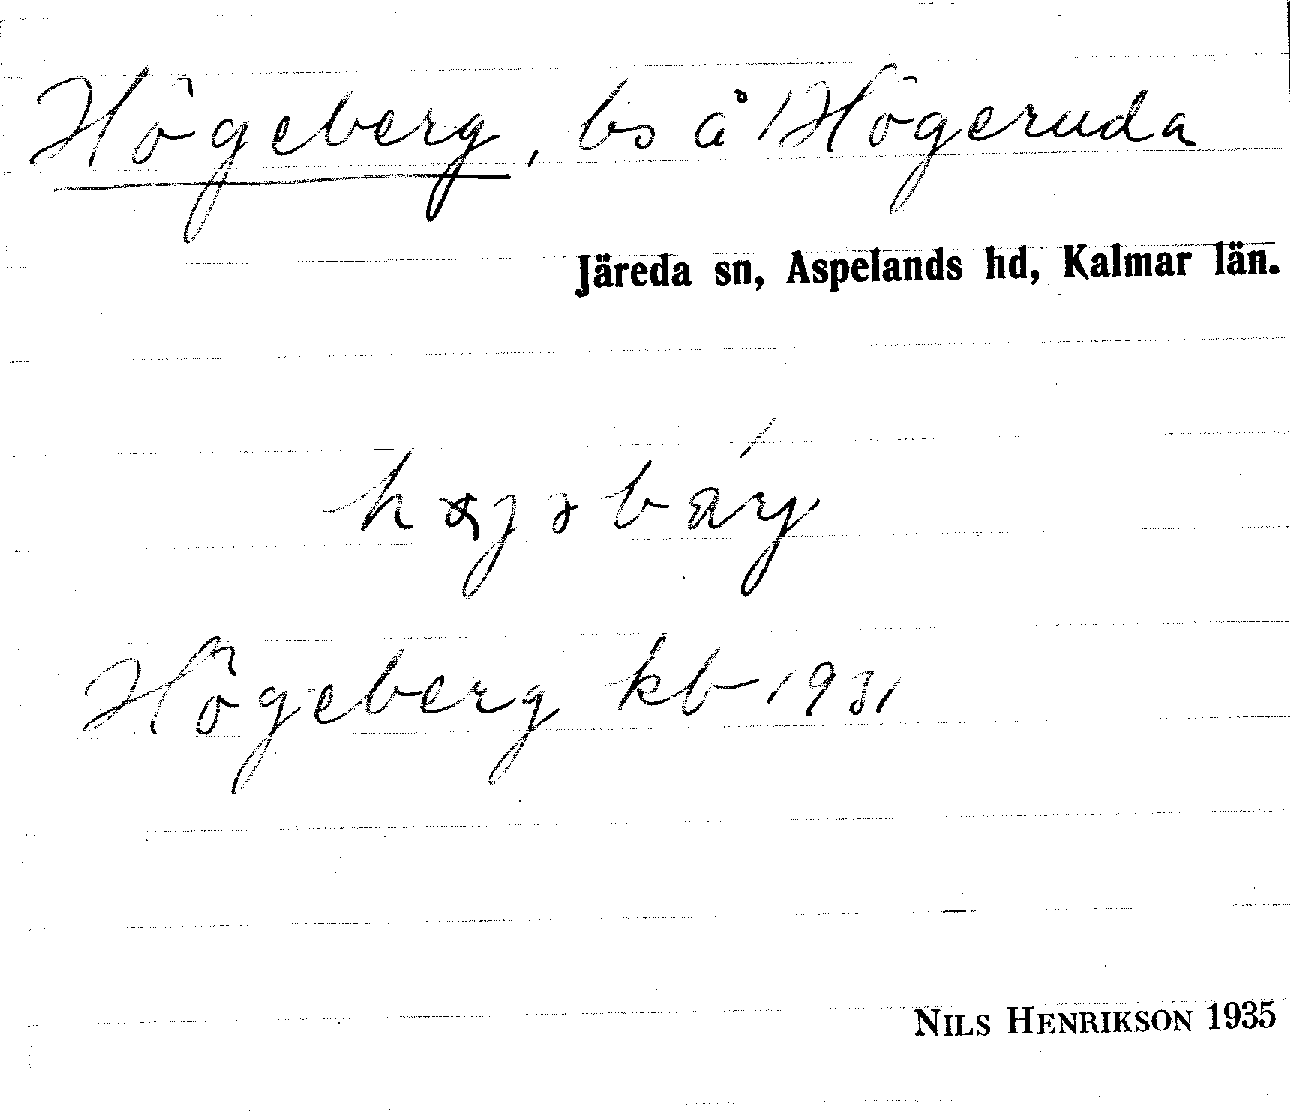 Högeberg, bs å Högeruda
Järeda sn, Aspelands hd, Kalmar län.
Högeberg kb 1931
NILS HENRIKSON 1935